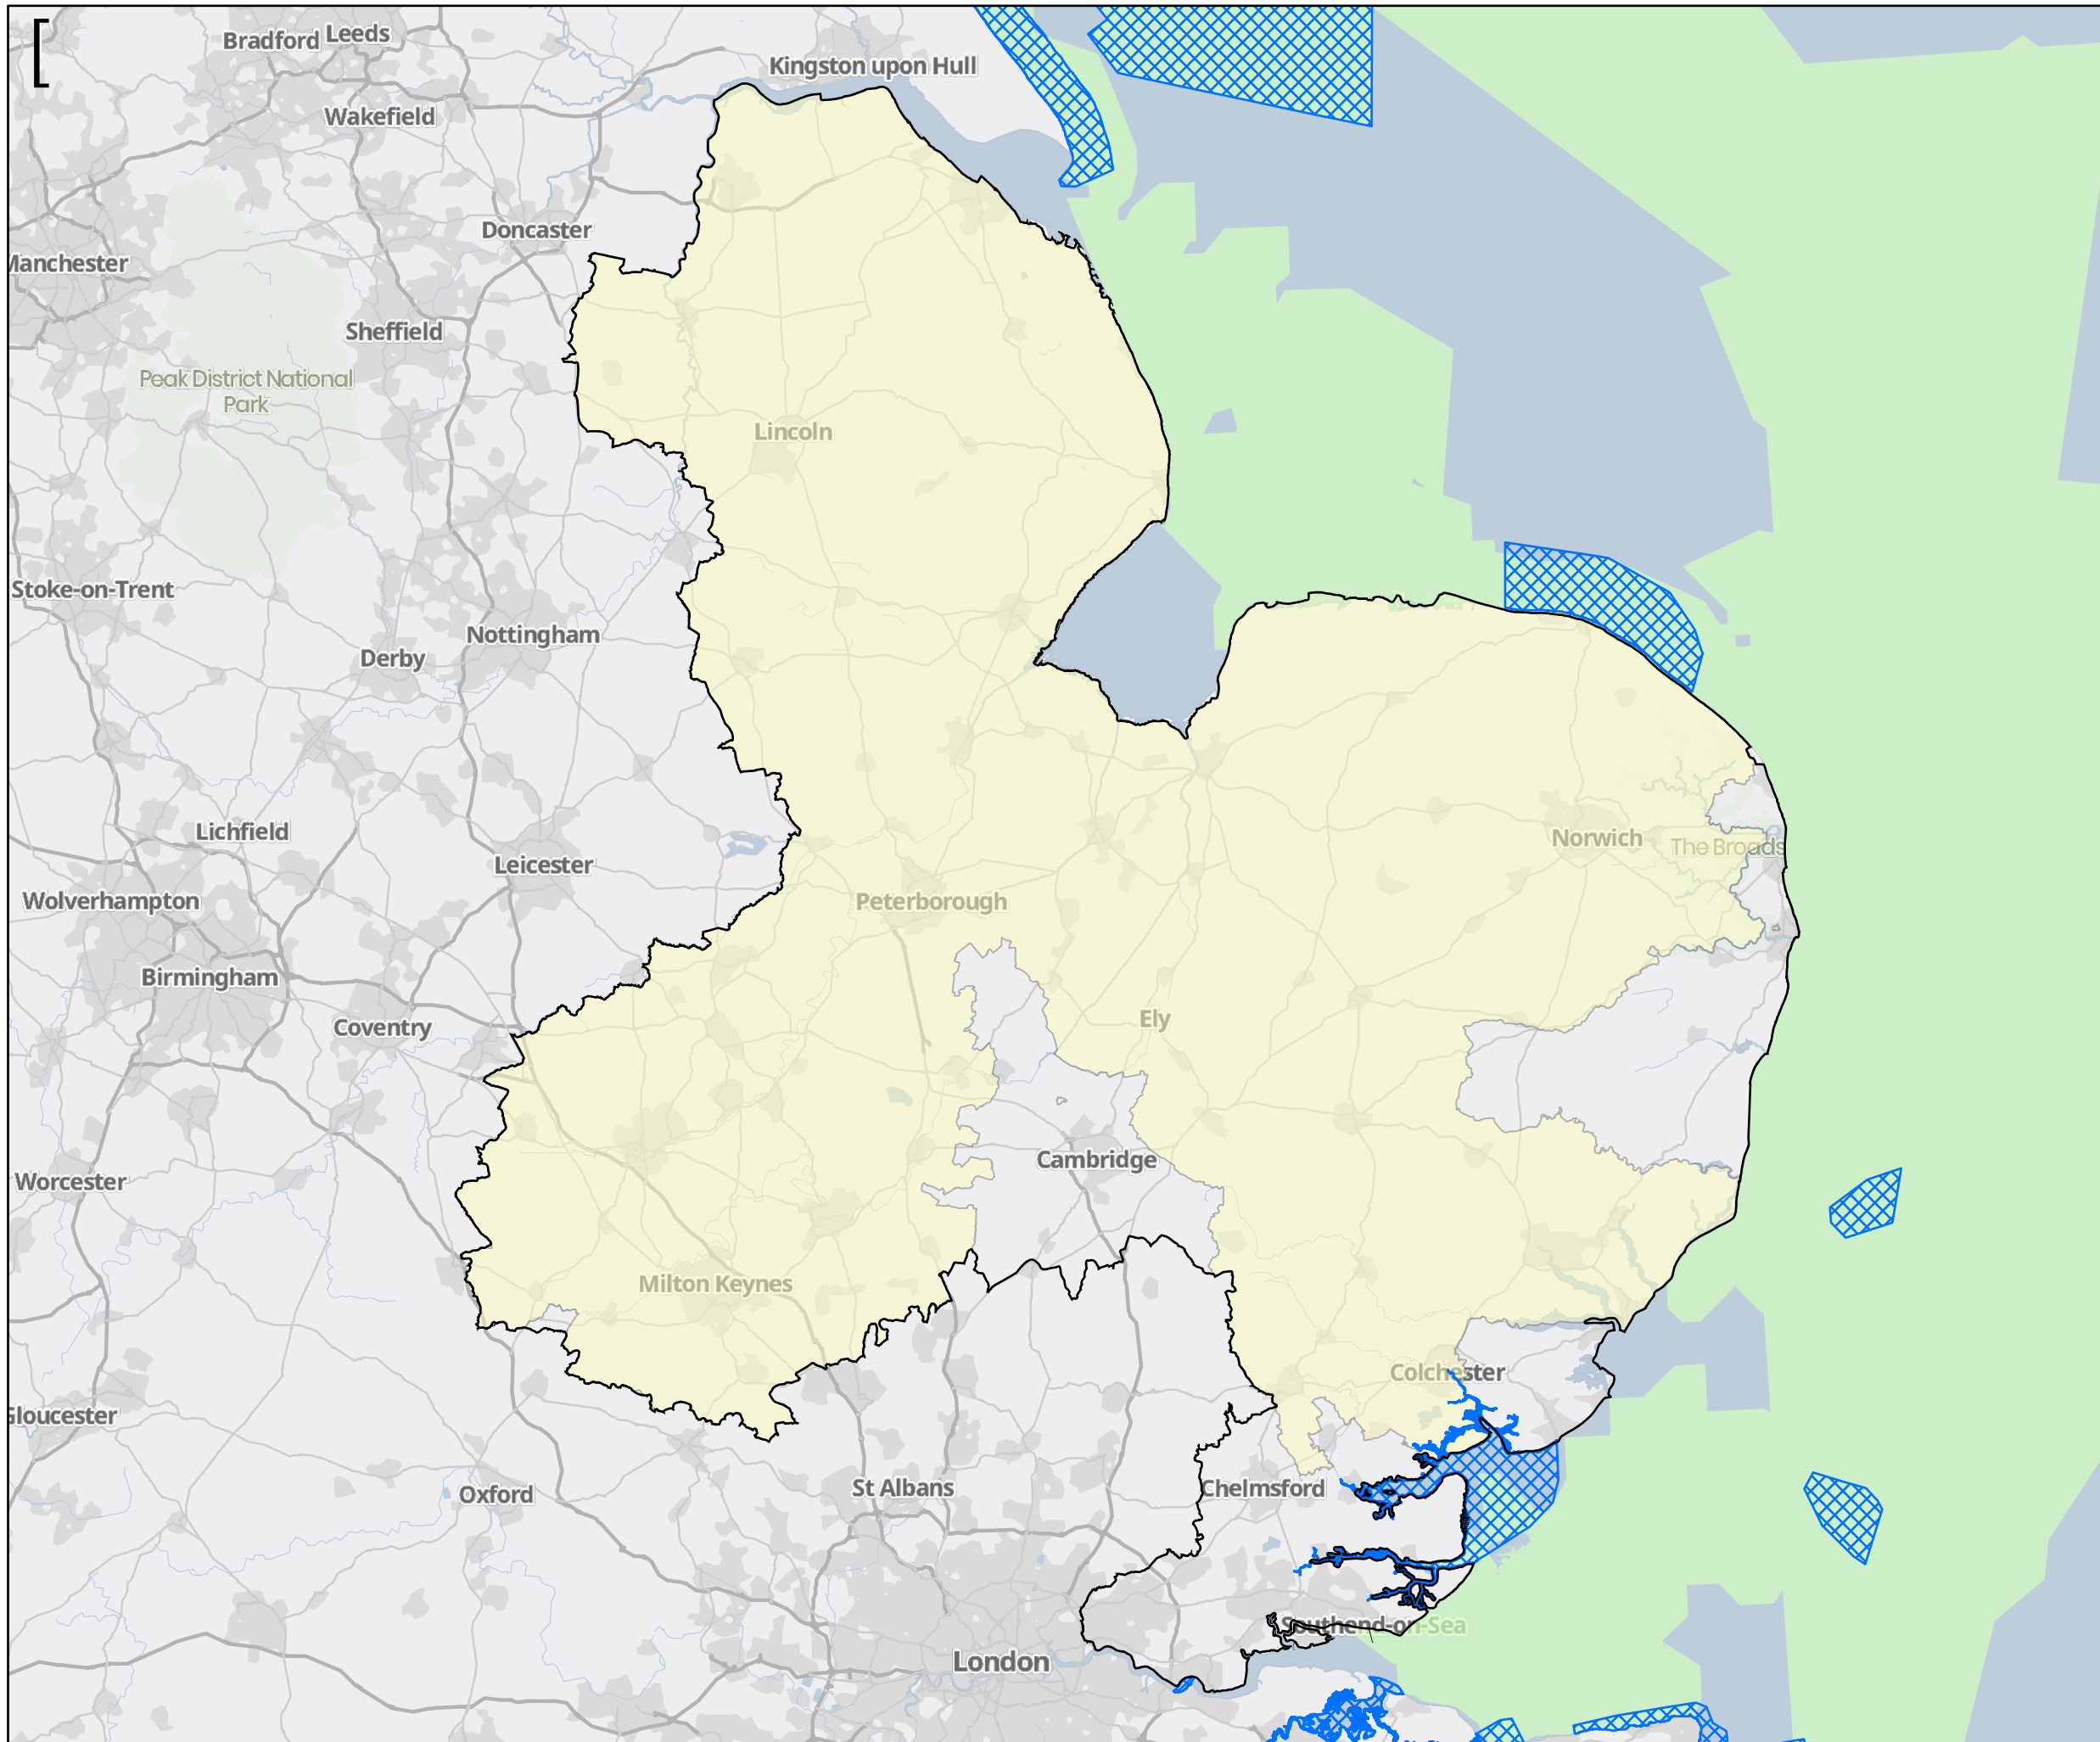 [
Bradford
Leeds
Kingston upon Hull
Wakefield
Doncaster
Manchester
Sheffield
Peak District National
Park
Lincoln
Stoke-on-Trent
Nottingham
Derby
Lichfield
Norwich
The Broads
Leicester
Wolverhampton
Peterborough
Birmingham
Ely
Coventry
Cambridge
Worcester
Milton Keynes
Colchester
Gloucester
St Albans
Chelmsford
Oxford
Southend-on-Sea
London